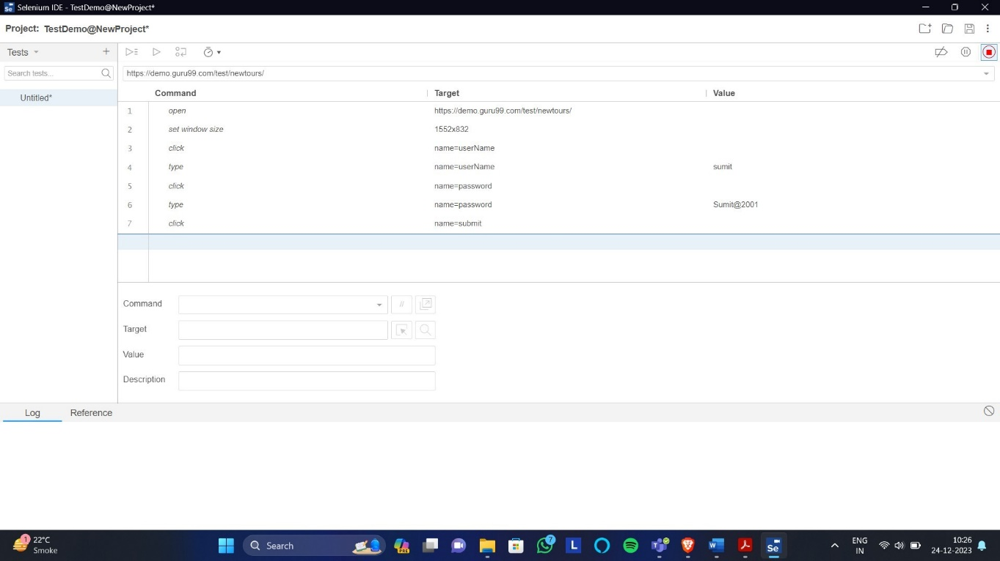 Se Selenium IDE - TestDemo@NewProject*
Project: TestDemo@NewProject*
Tests
Search tests...
https://demo.guru99.com/test/newtours/
Untitled*
Command Target Value
1 open https://demo.guru99.com/test/newtours/
2 set window size 1552x832
3 click name=userName
4 type name=userName sumit
5 click name=password
6 type name=password Sumit@2001
7 click name=submit
Command //
Target
Value
Description
Log Reference
1 22°C
Smoke
Search
PRE
7
L
Se
ENG
IN
10:26
24-12-2023